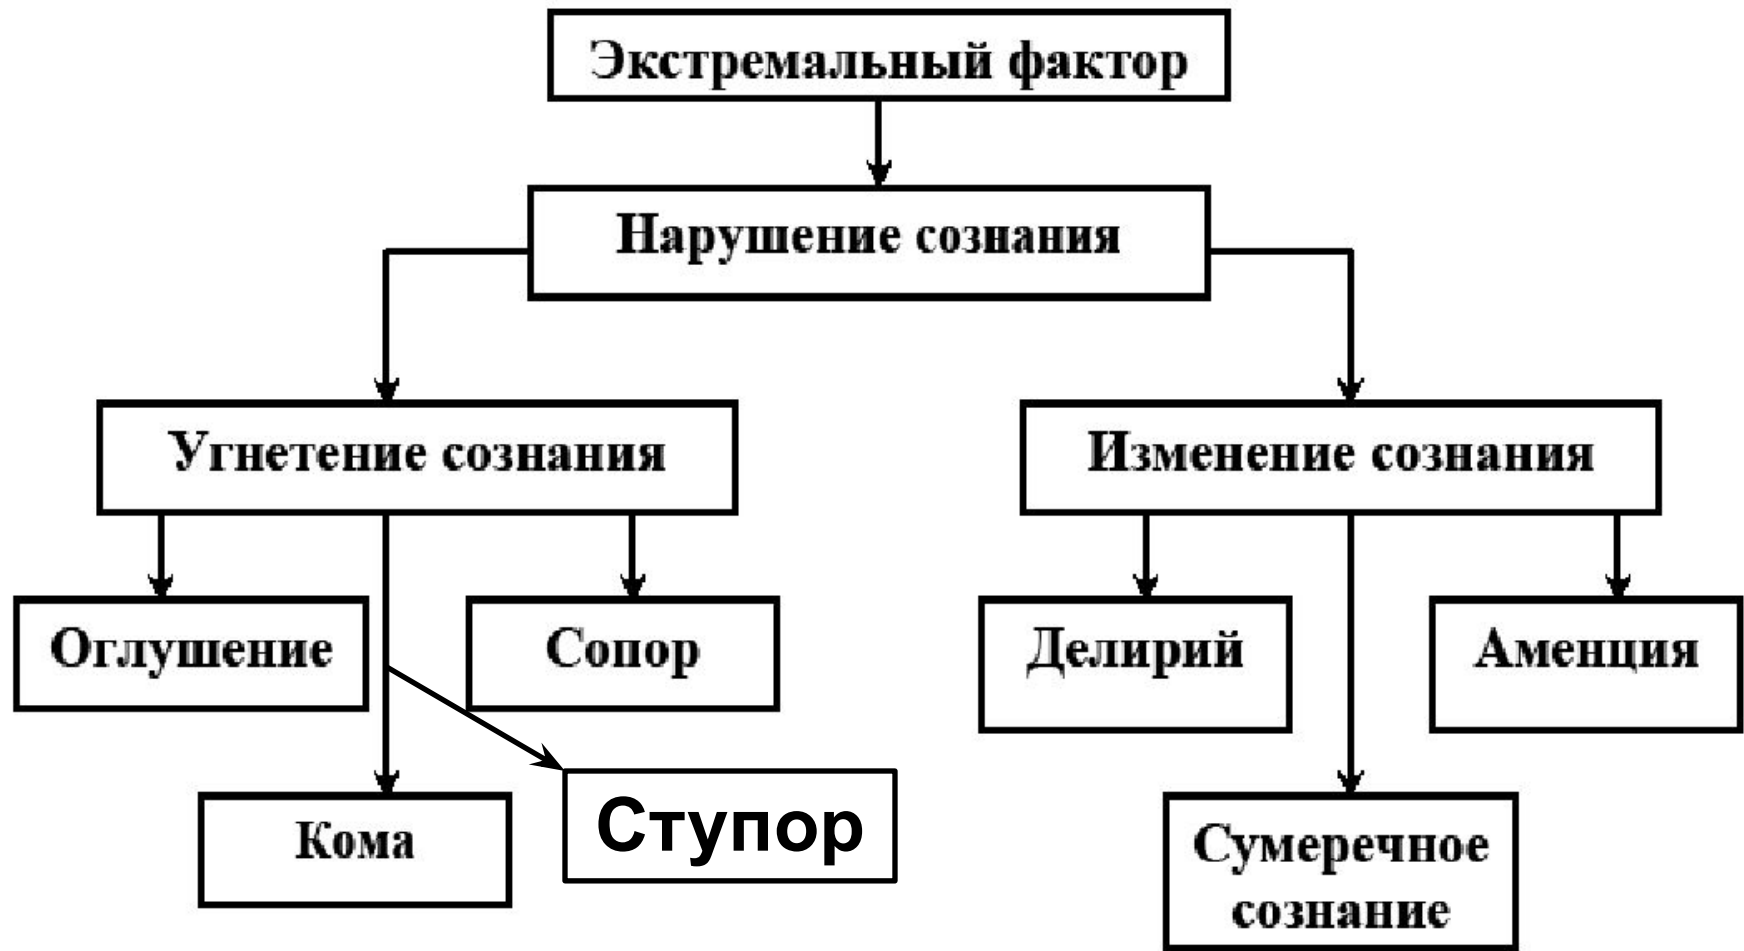 Экстремальный фактор
Нарушение сознания
Угнетение сознания
Изменение сознания
Оглушение
Сопор
Делирий
Аменция
Кома
Ступор
Сумеречное
сознание